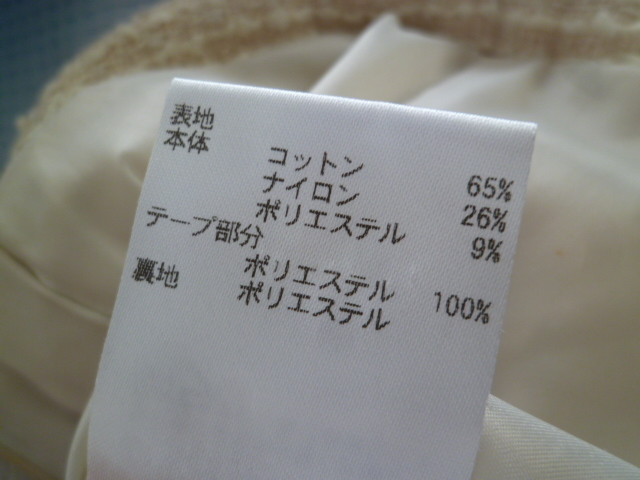 表地
本体 コットン 65%
ナイロン 26%
ポリエステル 9%
テープ部分
ポリエステル 100%
裏地 ポリエステル